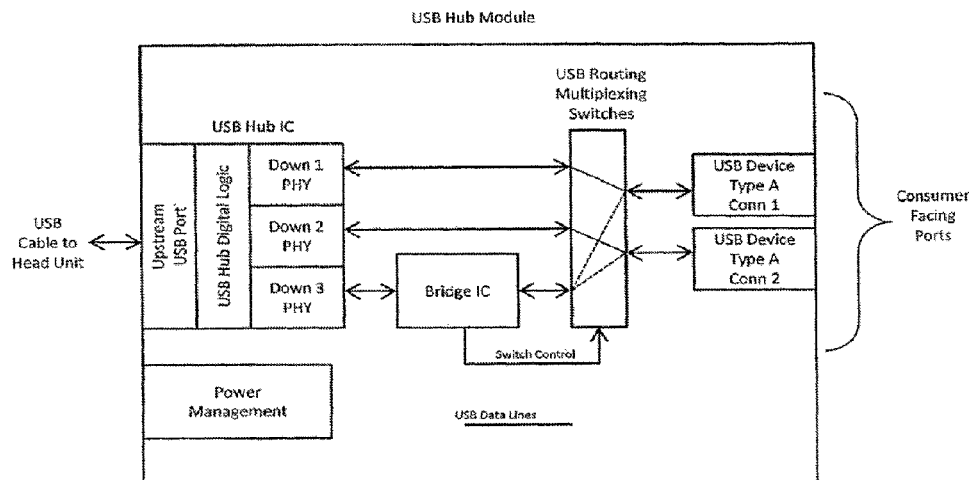 USB Hub Module
USB Routing
Multiplexing
Switches
USB Hub IC
Upstream
USB Port
USB Hub Digital Logic
Down 1
PHY
Down 2
PHY
Down 3
PHY
Bridge IC
Switch Control
USB Device
Type A
Conn 1
USB Device
Type A
Conn 2
Consumer
Facing
Ports
USB
Cable to
Head Unit
Power
Management
USB Data Lines